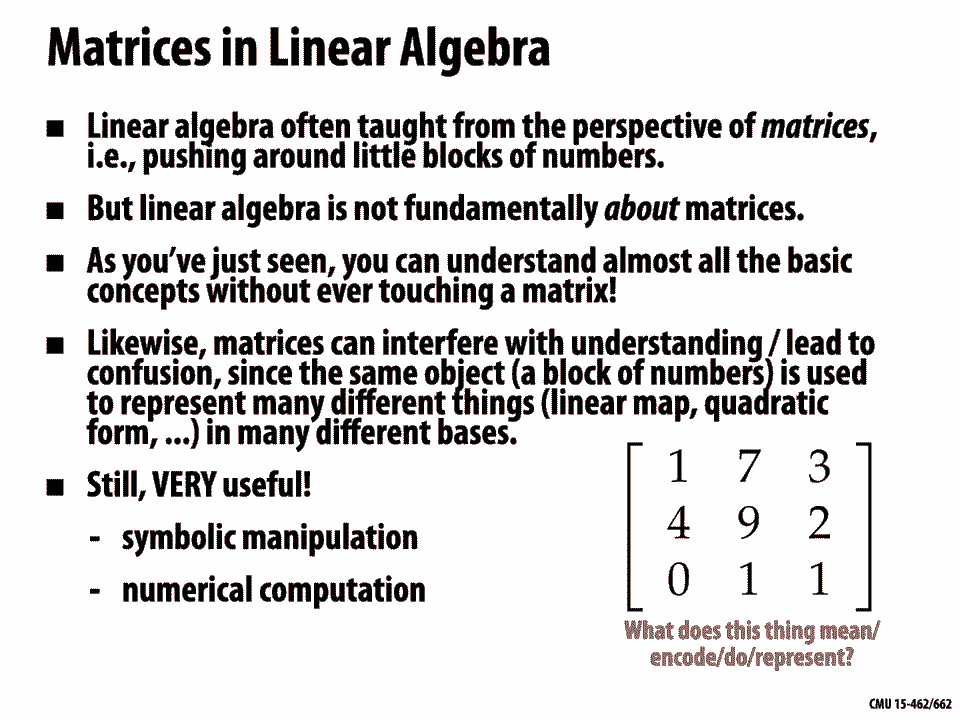 Matrices in Linear Algebra
■ Linear algebra often taught from the perspective of matrices,
i.e., pushing around little blocks of numbers.
■ But linear algebra is not fundamentally about matrices.
■ As you’ve just seen, you can understand almost all the basic
concepts without ever touching a matrix!
■ Likewise, matrices can interfere with understanding / lead to
confusion, since the same object (a block of numbers) is used
to represent many different things (linear map, quadratic
form, ...) in many different bases.
■ Still, VERY useful!
- symbolic manipulation
- numerical computation
1 7 3
4 9 2
0 1 1
What does this thing mean/
encode/do/represent?
CMU 15-462/662